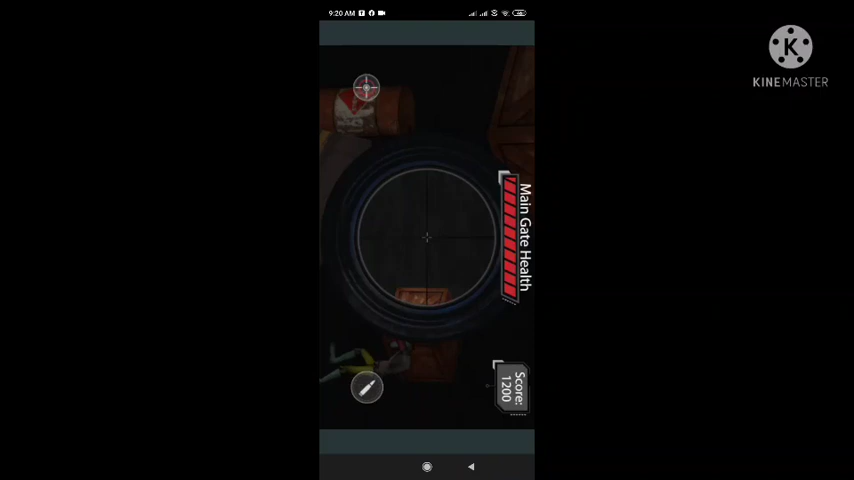 9:20 AM
K
KINEMASTER
Main Gate Health
Score:
1200